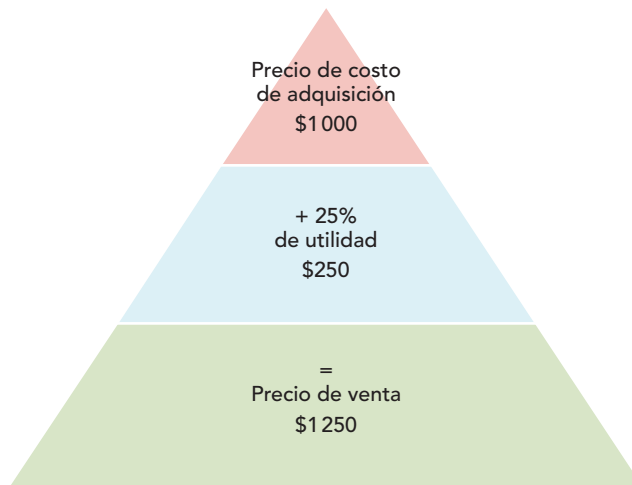 Precio de costo
de adquisición
$1 000
+ 25%
de utilidad
$250
=
Precio de venta
$1 250